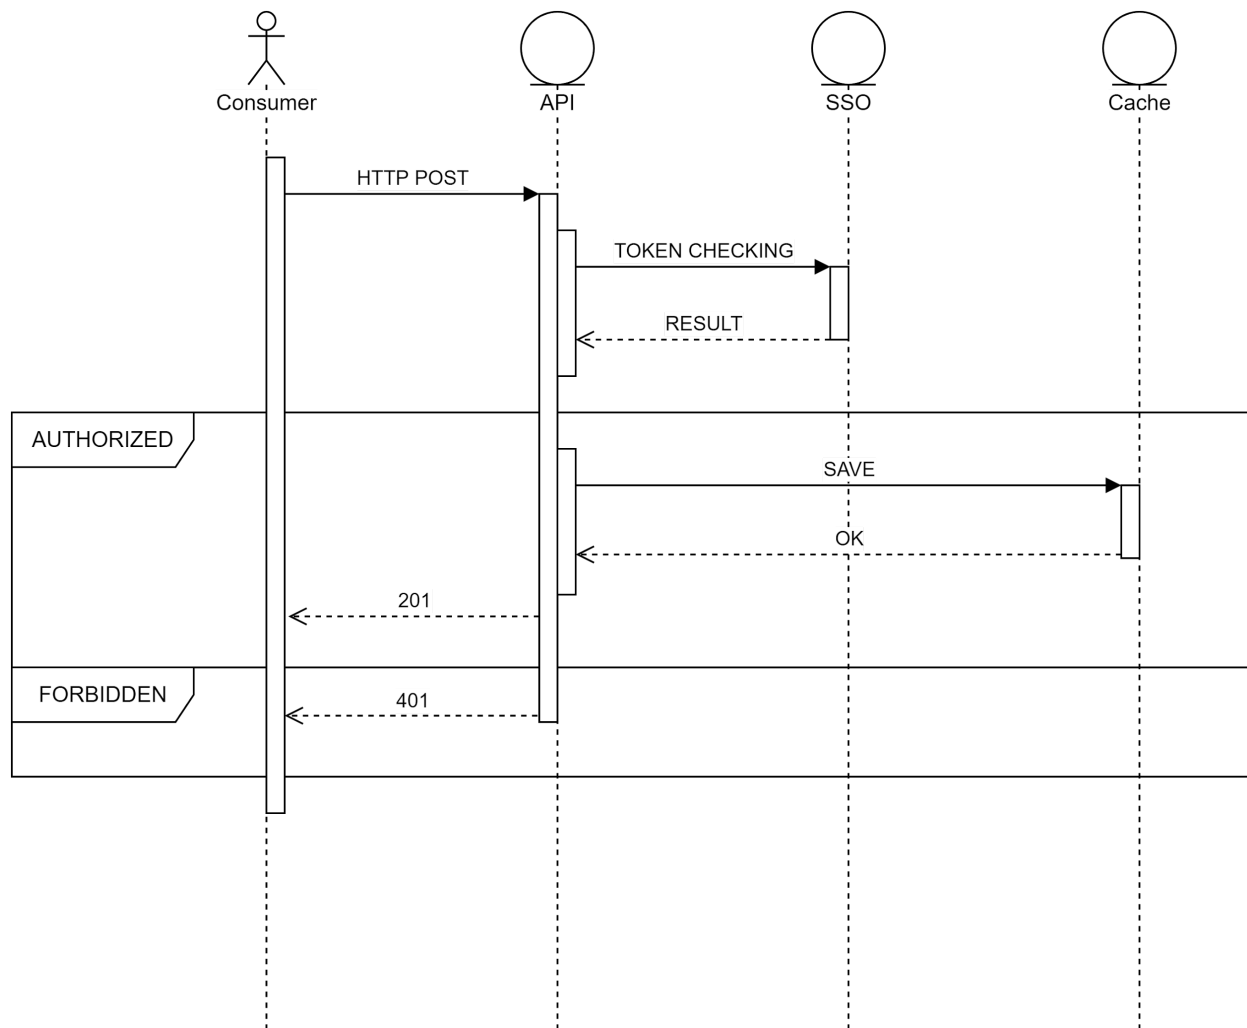 Consumer
API
SSO
Cache
HTTP POST
TOKEN CHECKING
RESULT
AUTHORIZED
SAVE
OK
201
FORBIDDEN
401